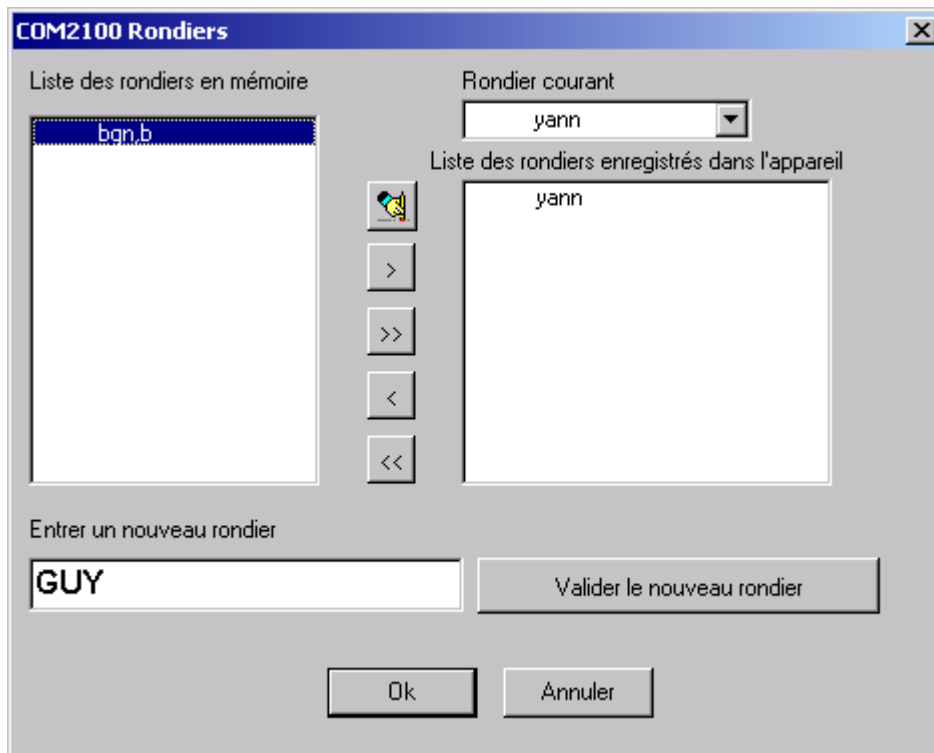 COM2100 Rondiers
Liste des rondiers en mémoire
Rondier courant
bgn,b
yann
Liste des rondiers enregistrés dans l'appareil
yann
>
>>
<
<<
Entrer un nouveau rondier
GUY
Valider le nouveau rondier
Ok
Annuler